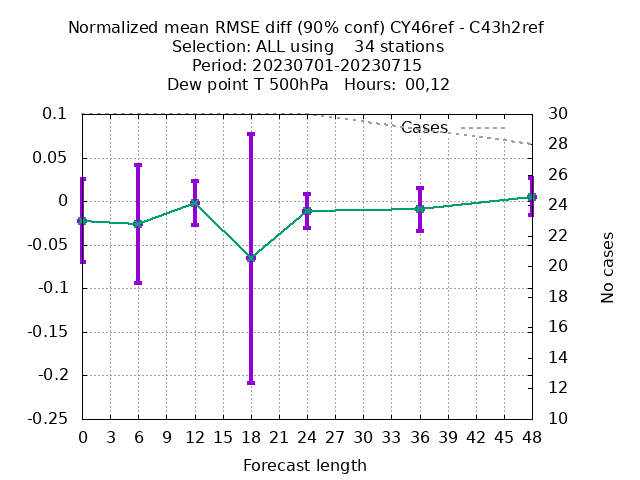 Normalized mean RMSE diff (90% conf) CY46ref - C43h2ref
Selection: ALL using    34 stations
Period: 20230701-20230715
Dew point T 500hPa   Hours:  00,12
0.1
0.05
0
-0.05
-0.1
-0.15
-0.2
-0.25
Cases
30
28
26
24
22
20
18
16
14
12
10
No cases
0 3 6 9 12 15 18 21 24 27 30 33 36 39 42 45 48
Forecast length